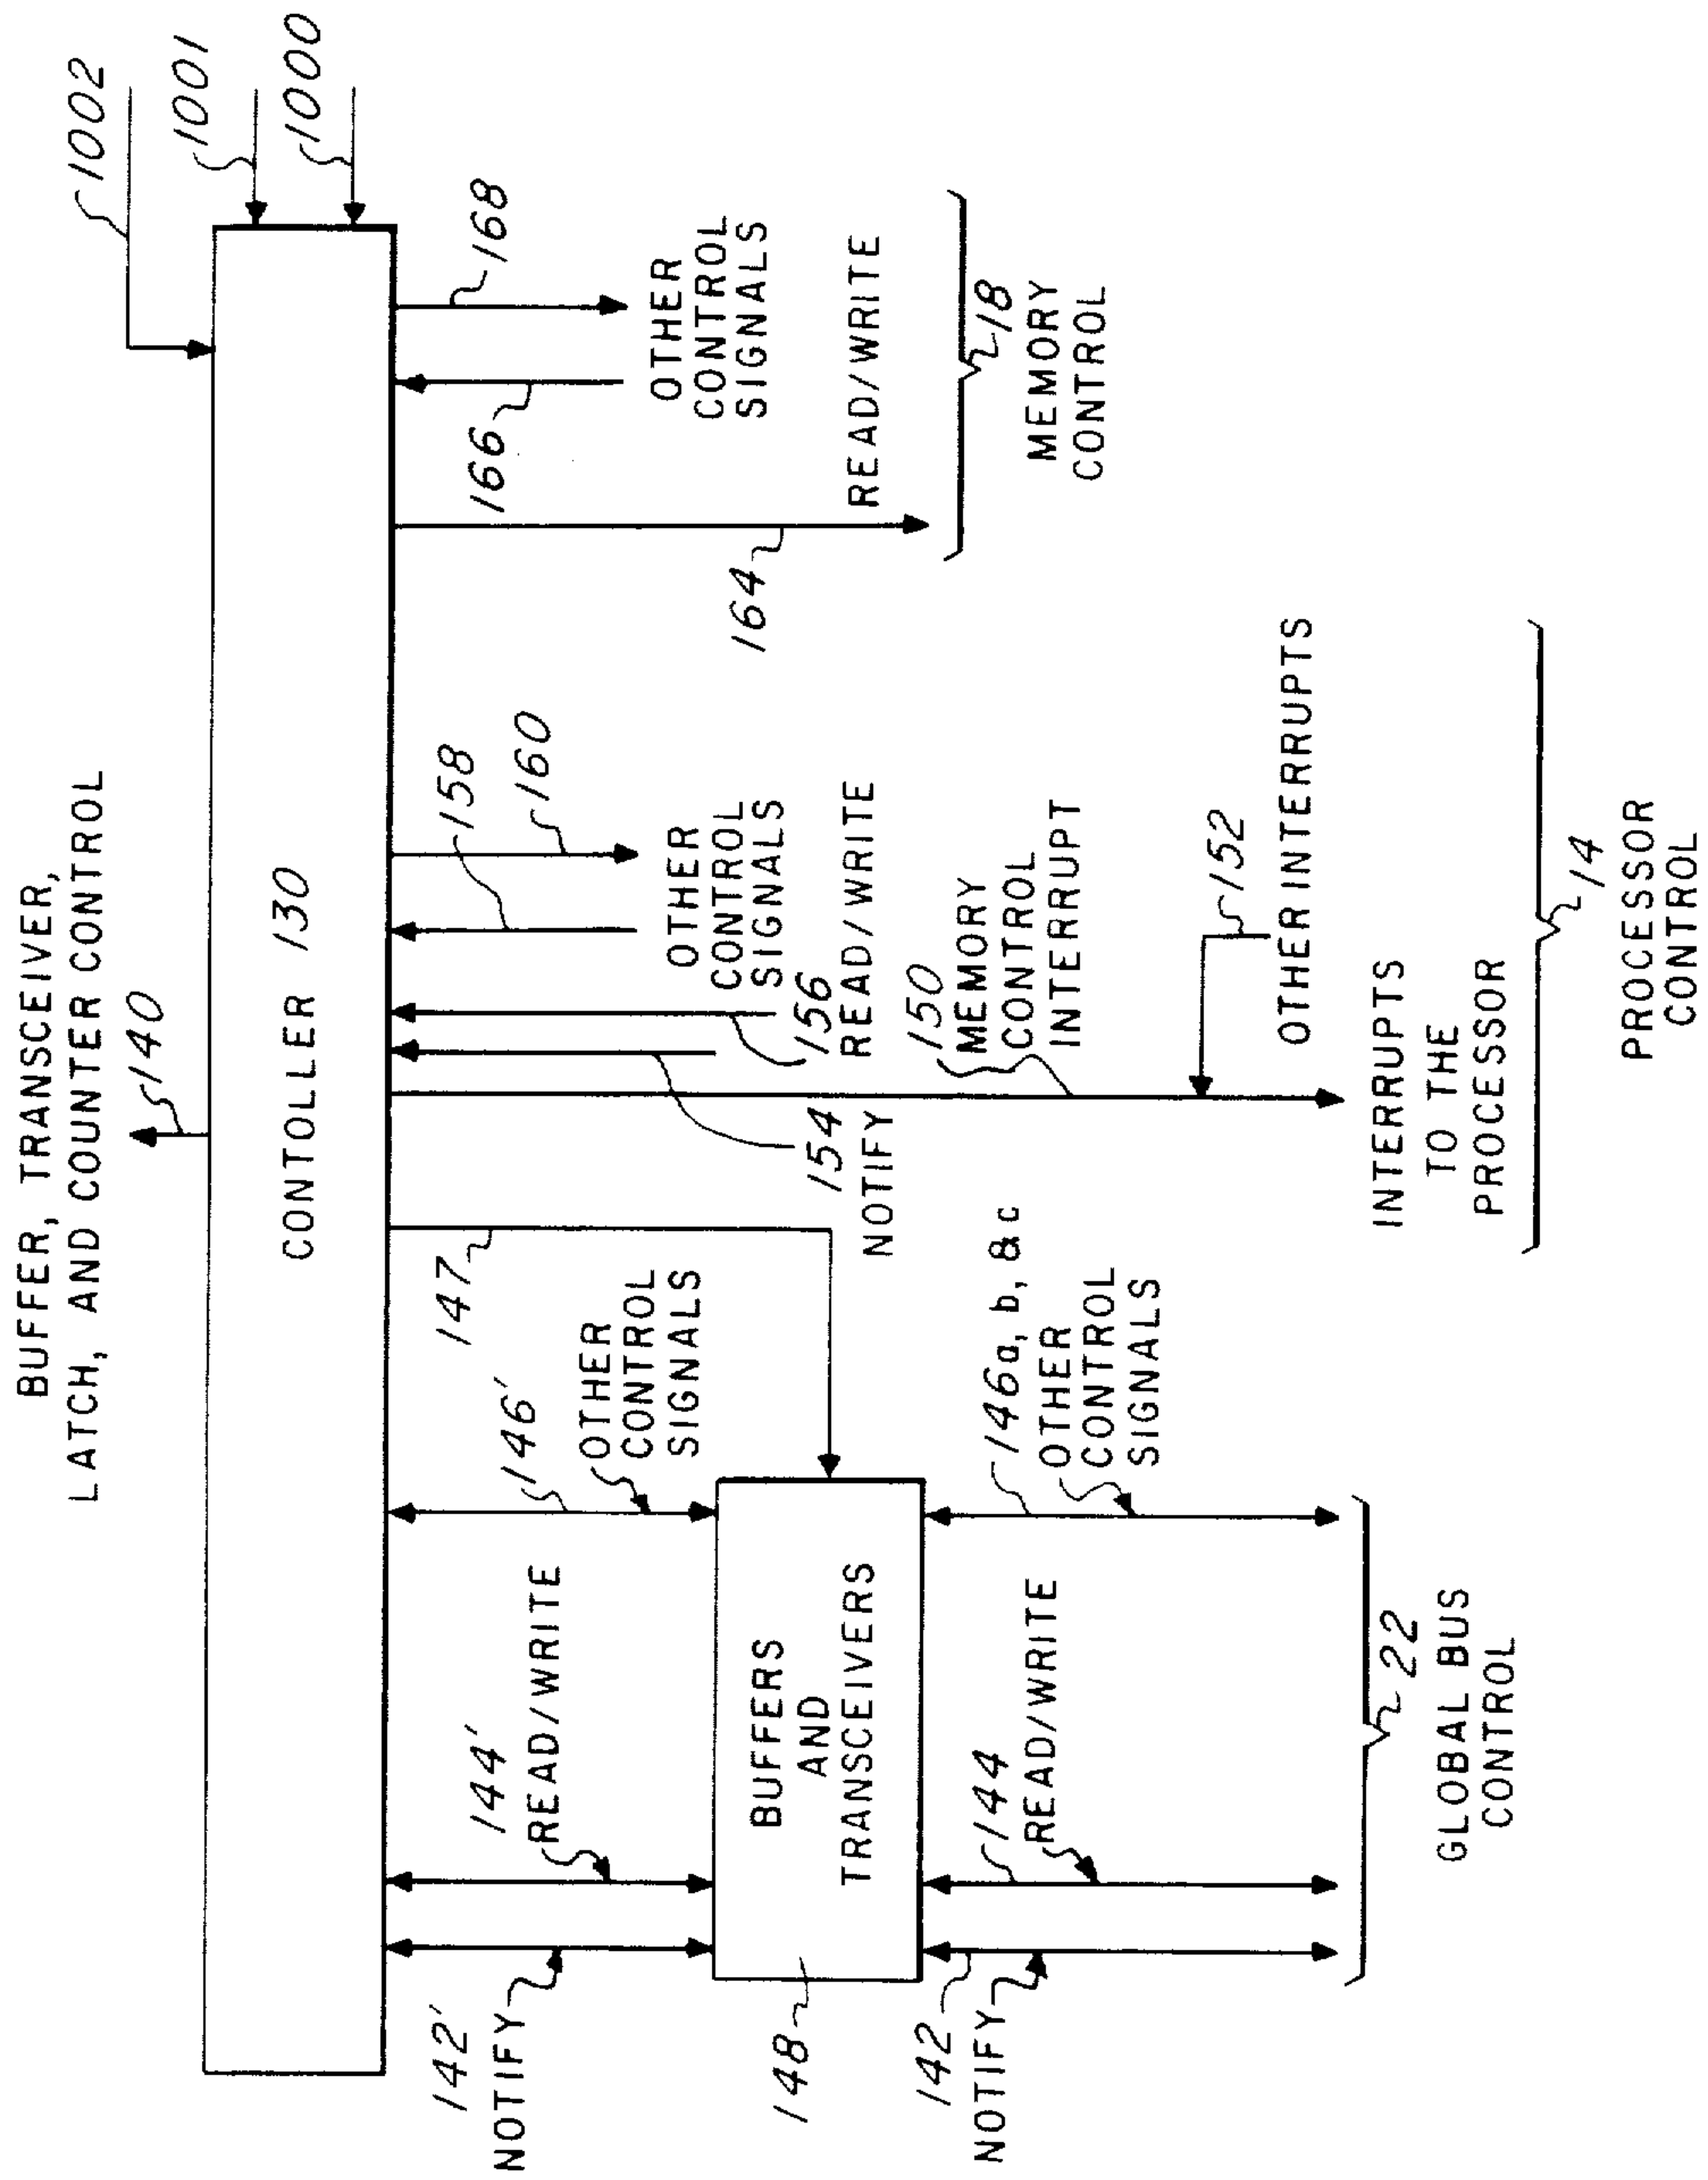 BUFFER, TRANSCEIVER,
LATCH, AND COUNTER CONTROL
140
1002
1001
1000
CONTOLLER 130
142'
NOTIFY
144'
READ/WRITE
146'
OTHER
CONTROL
SIGNALS
147
148
BUFFERS
AND
TRANSCEIVERS
142
NOTIFY
144
READ/WRITE
146a, b, & c
OTHER
CONTROL
SIGNALS
22
GLOBAL BUS
CONTROL
154
NOTIFY
156
READ/WRITE
158
160
OTHER
CONTROL
SIGNALS
150
MEMORY
CONTROL
INTERRUPT
152
OTHER INTERRUPTS
INTERRUPTS
TO THE
PROCESSOR
14
PROCESSOR
CONTROL
164
READ/WRITE
166
168
OTHER
CONTROL
SIGNALS
18
MEMORY
CONTROL